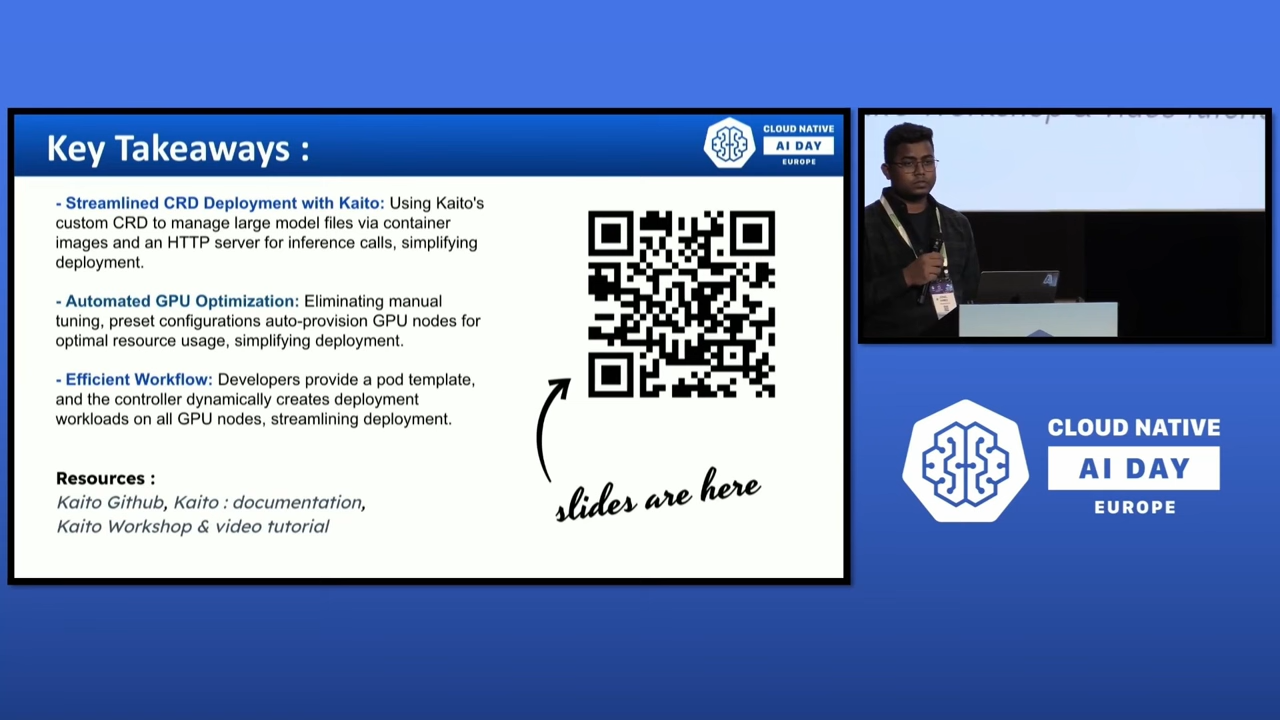 Key Takeaways :
CLOUD NATIVE
AI DAY
EUROPE
- Streamlined CRD Deployment with Kaito: Using Kaito's
custom CRD to manage large model files via container
images and an HTTP server for inference calls, simplifying
deployment.
- Automated GPU Optimization: Eliminating manual
tuning, preset configurations auto-provision GPU nodes for
optimal resource usage, simplifying deployment.
- Efficient Workflow: Developers provide a pod template,
and the controller dynamically creates deployment
workloads on all GPU nodes, streamlining deployment.
Resources :
Kaito Github, Kaito : documentation,
Kaito Workshop & video tutorial
slides are here
CLOUD NATIVE
AI DAY
EUROPE